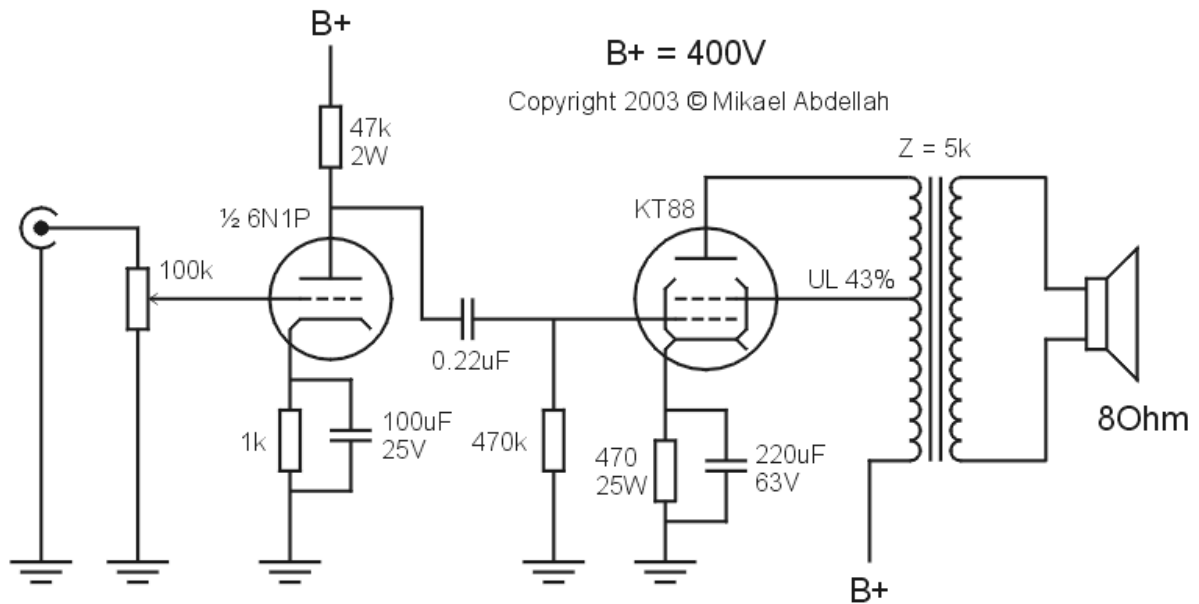 B+
B+ = 400V
Copyright 2003 © Mikael Abdellah
47k
2W
Z = 5k
½ 6N1P
KT88
100k
UL 43%
0.22uF
8Ohm
1k
100uF
25V
470k
470
25W
220uF
63V
B+